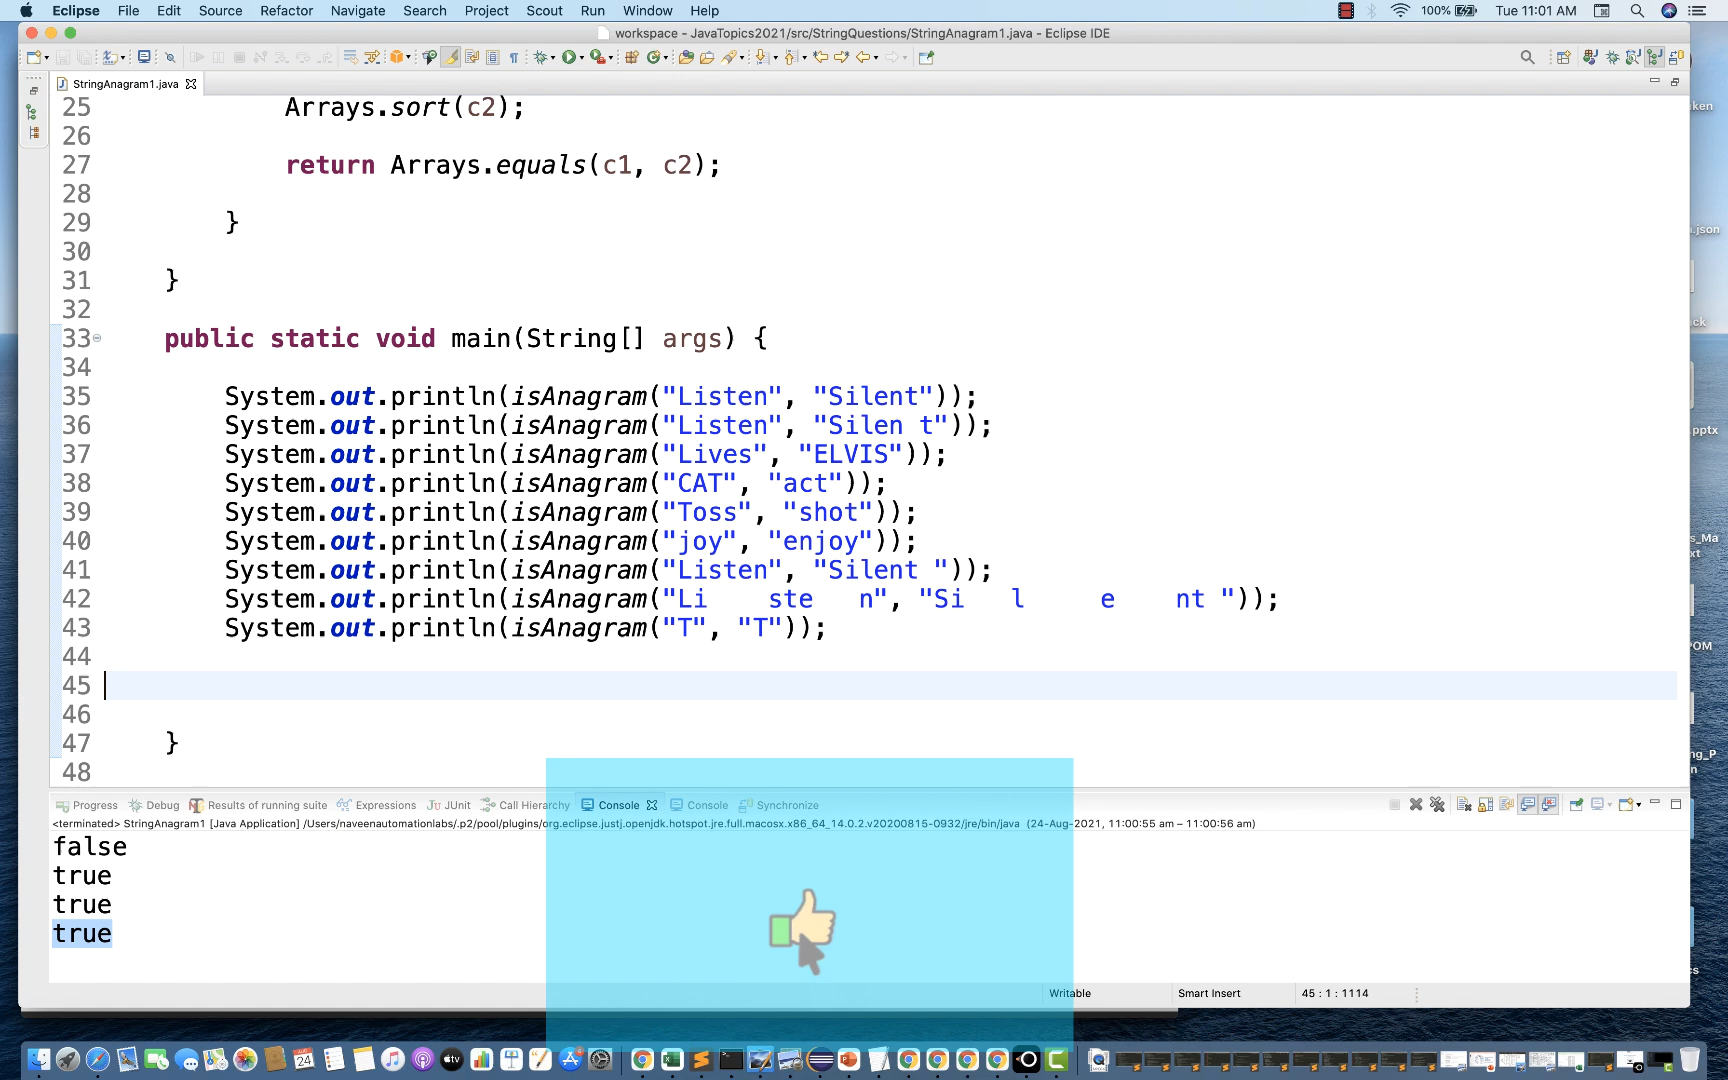 Eclipse File Edit Source Refactor Navigate Search Project Scout Run Window Help 100% Tue 11:01 AM
workspace - JavaTopics2021/src/StringQuestions/StringAnagram1.java - Eclipse IDE
StringAnagram1.java
25 Arrays.sort(c2);
26
27 return Arrays.equals(c1, c2);
28
29 }
30
31 }
32
33 public static void main(String[] args) {
34
35 System.out.println(isAnagram("Listen", "Silent"));
36 System.out.println(isAnagram("Listen", "Silen t"));
37 System.out.println(isAnagram("Lives", "ELVIS"));
38 System.out.println(isAnagram("CAT", "act"));
39 System.out.println(isAnagram("Toss", "shot"));
40 System.out.println(isAnagram("joy", "enjoy"));
41 System.out.println(isAnagram("Listen", "Silent "));
42 System.out.println(isAnagram("Li    ste   n", "Si   l     e    nt "));
43 System.out.println(isAnagram("T", "T"));
44
45
46
47 }
48
Progress Debug Results of running suite Expressions JUnit Call Hierarchy Console Console Synchronize
<terminated> StringAnagram1 [Java Application] /Users/naveenautomationlabs/.p2/pool/plugins/org.eclipse.justj.openjdk.hotspot.jre.full.macosx.x86_64_14.0.2.v20200815-0932/jre/bin/java (24-Aug-2021, 11:00:55 am – 11:00:56 am)
false
true
true
true
Writable Smart Insert 45 : 1 : 1114